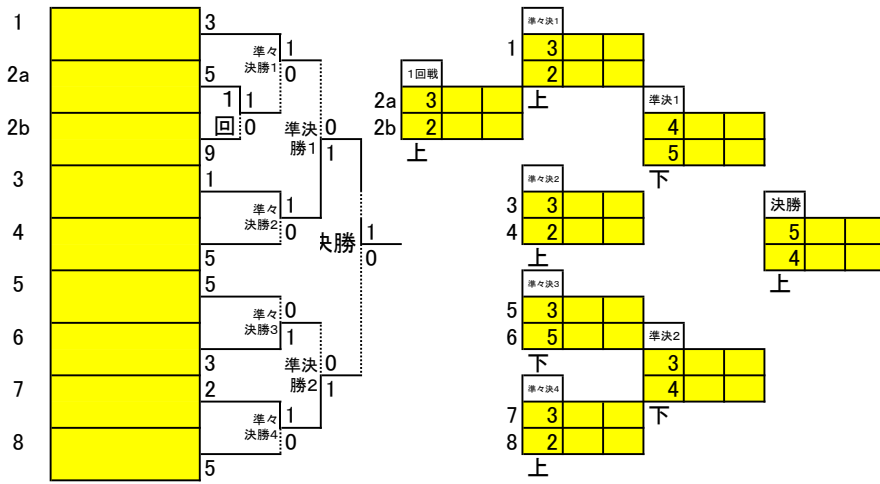 1 3 準々決1
準々 1 1 3
2a 5 決勝1 0 1回戦 2
1 1 2a 3 上 準決1
2b 回 0 準決 0 2b 2 4
9 勝1 1 上 5
3 1 準々決2 下
準々 1 3 3 決勝
4 決勝2 0 決勝 1 4 2 5
5 0 上 4
5 5 準々決3 上
準々 0 5 3
6 決勝3 1 6 5 準決2
3 準決 0 下 3
7 2 勝2 1 準々決4 4
準々 1 7 3 下
8 決勝4 0 8 2
5 上